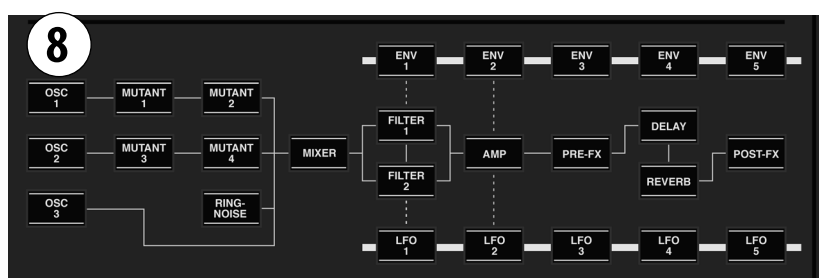 8
ENV
1
ENV
2
ENV
3
ENV
4
ENV
5
OSC
1
MUTANT
1
MUTANT
2
FILTER
1
DELAY
OSC
2
MUTANT
3
MUTANT
4
MIXER
AMP
PRE-FX
POST-FX
FILTER
2
REVERB
OSC
3
RING-
NOISE
LFO
1
LFO
2
LFO
3
LFO
4
LFO
5